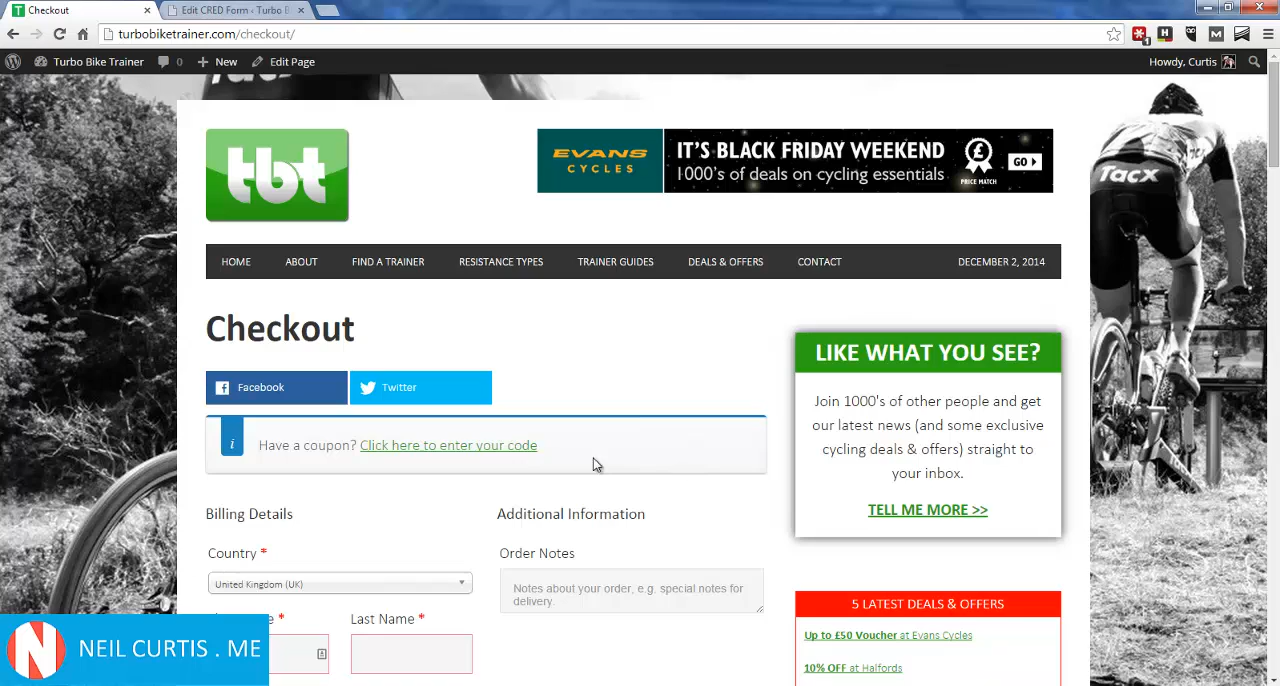 Checkout
Edit CRED Form ‹ Turbo B
turbobiketrainer.com/checkout/
Turbo Bike Trainer
0
New
Edit Page
Howdy, Curtis
tbt
EVANS
CYCLES
IT'S BLACK FRIDAY WEEKEND
1000's of deals on cycling essentials
£
PRICE MATCH
GO
Tacx
HOME
ABOUT
FIND A TRAINER
RESISTANCE TYPES
TRAINER GUIDES
DEALS & OFFERS
CONTACT
DECEMBER 2, 2014
Checkout
Facebook
Twitter
i
Have a coupon? Click here to enter your code
LIKE WHAT YOU SEE?
Join 1000's of other people and get
our latest news (and some exclusive
cycling deals & offers) straight to
your inbox.
TELL ME MORE >>
Billing Details
Country *
United Kingdom (UK)
e *
Last Name *
Additional Information
Order Notes
Notes about your order, e.g. special notes for
delivery.
5 LATEST DEALS & OFFERS
Up to £50 Voucher at Evans Cycles
10% OFF at Halfords
N
NEIL CURTIS . ME